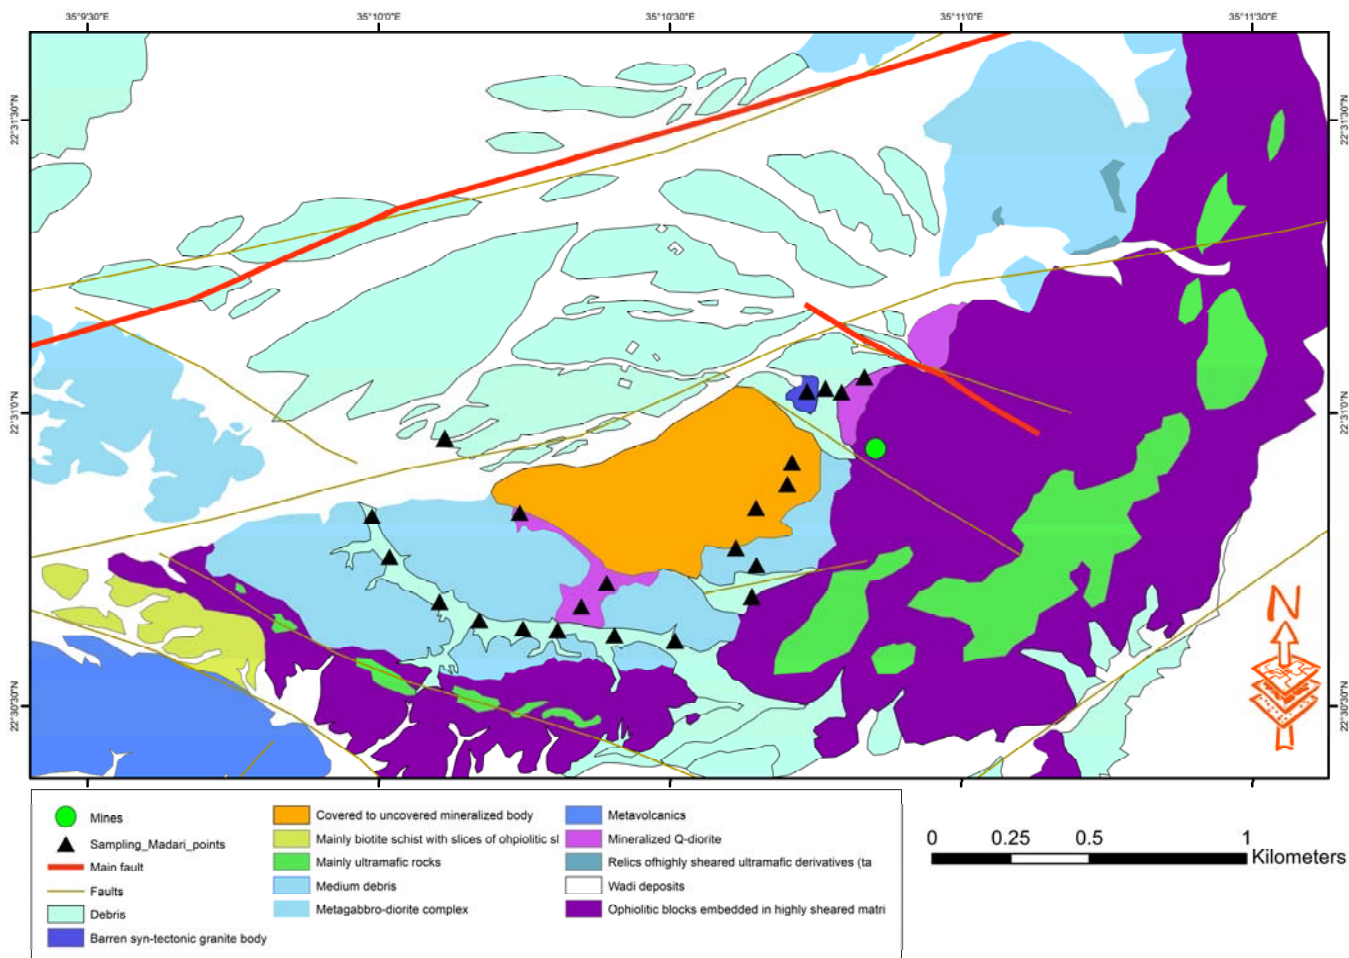 35°9'30"E 35°10'0"E 35°10'30"E 35°11'0"E 35°11'30"E
22°31'30"N 22°31'30"N
22°31'0"N 22°31'0"N
22°30'30"N 22°30'30"N
N
Mines
Sampling_Madari_points
Main fault
Faults
Debris
Barren syn-tectonic granite body
Covered to uncovered mineralized body
Mainly biotite schist with slices of ohpiolitic sl
Mainly ultramafic rocks
Medium debris
Metagabbro-diorite complex
Metavolcanics
Mineralized Q-diorite
Relics ofhighly sheared ultramafic derivatives (ta
Wadi deposits
Ophiolitic blocks embedded in highly sheared matri
0 0.25 0.5 1
Kilometers